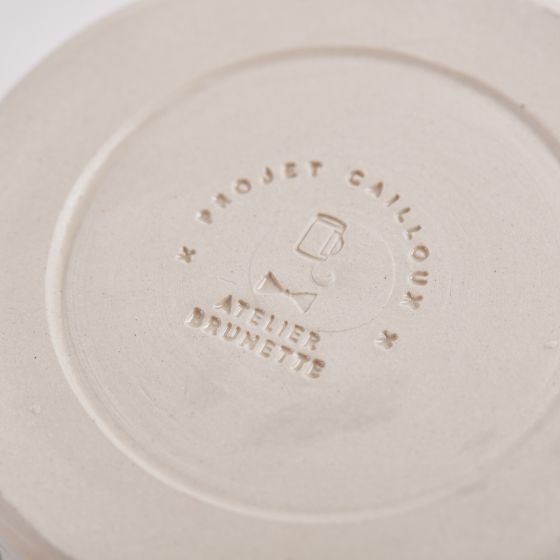 × PROJET CAILLOUX ×
ATELIER
BRUNETTE